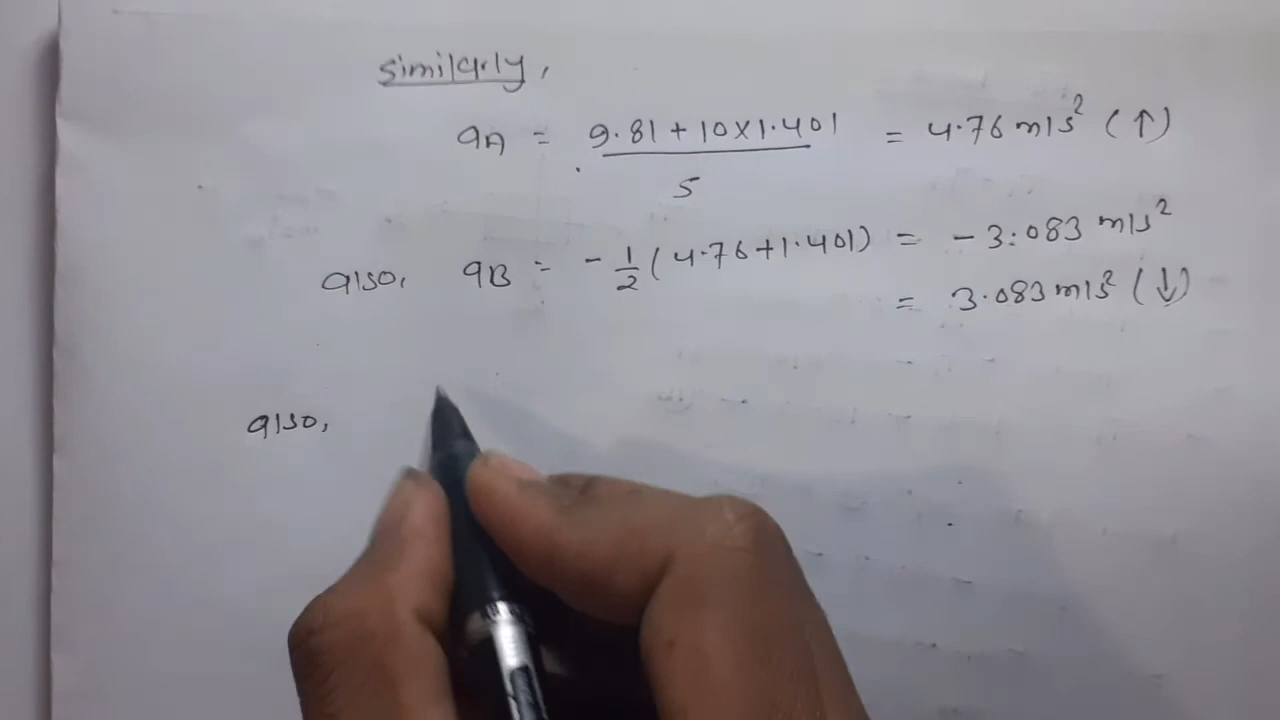 Similarly,
aA = 9.81 + 10×1.401 / 5 = 4.76 m/s² (↑)
also, aB = - 1/2 (4.76 + 1.401) = - 3.083 m/s²
= 3.083 m/s² (↓)
also,